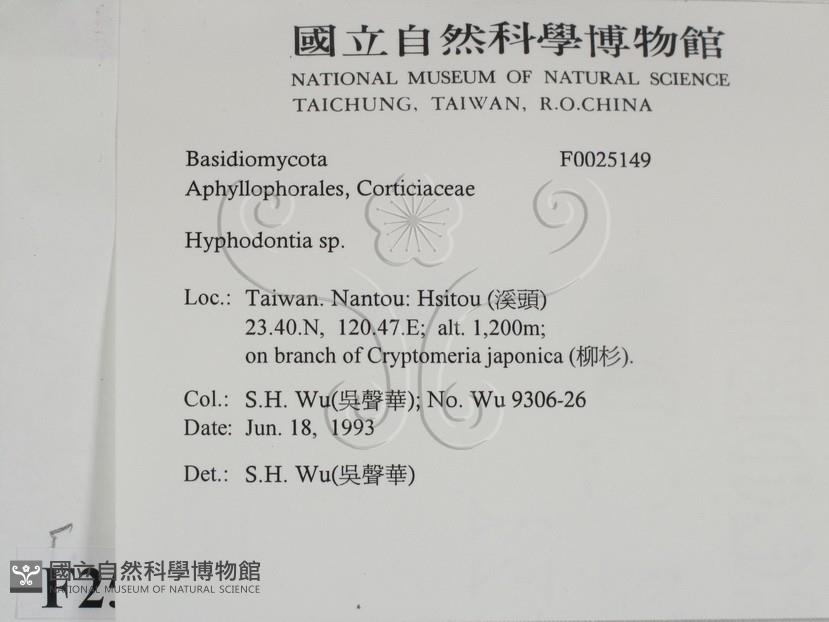 國立自然科學博物館
NATIONAL MUSEUM OF NATURAL SCIENCE
TAICHUNG, TAIWAN, R.O.CHINA
Basidiomycota F0025149
Aphyllophorales, Corticiaceae
Hyphodontia sp.
Loc.: Taiwan. Nantou: Hsitou (溪頭)
23.40.N, 120.47.E; alt. 1,200m;
on branch of Cryptomeria japonica (柳杉).
Col.: S.H. Wu(吳聲華); No. Wu 9306-26
Date: Jun. 18, 1993
Det.: S.H. Wu(吳聲華)
國立自然科學博物館
NATIONAL MUSEUM OF NATURAL SCIENCE